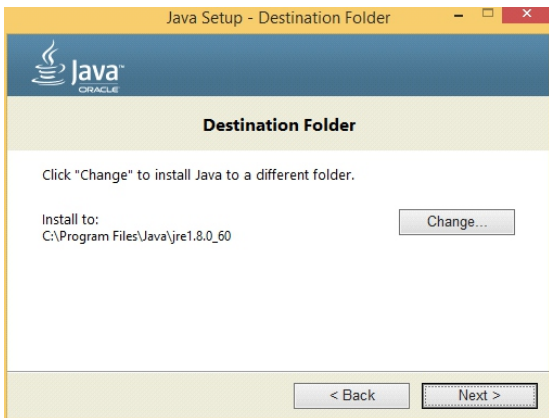 Java Setup - Destination Folder
Java™
ORACLE
Destination Folder
Click "Change" to install Java to a different folder.
Install to:
C:\Program Files\Java\jre1.8.0_60
Change...
< Back
Next >